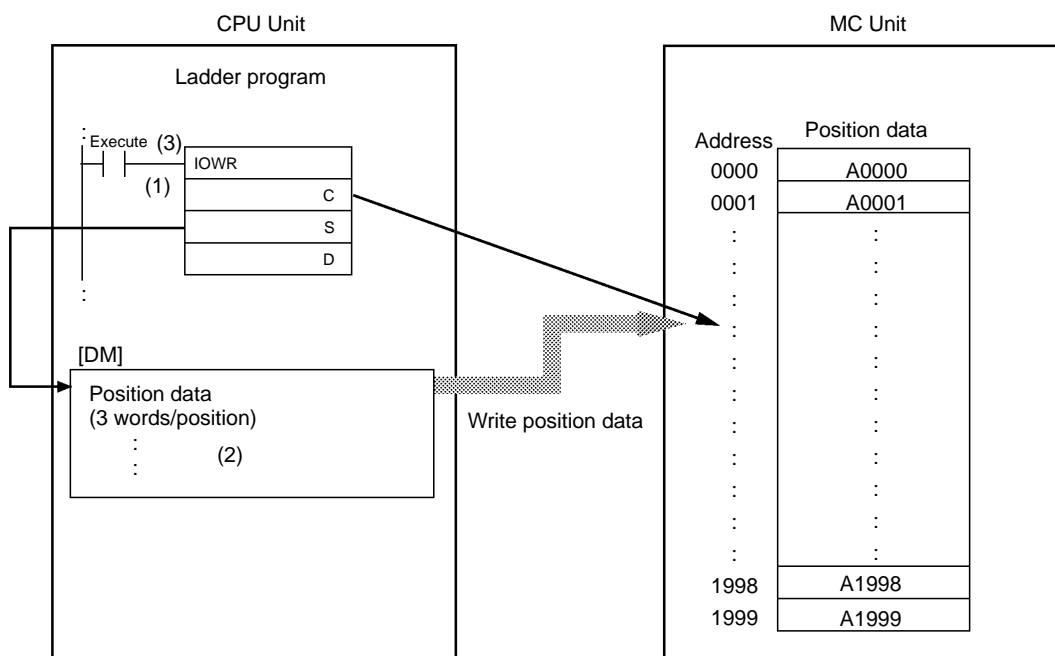 CPU Unit
MC Unit
Ladder program
:
Execute (3)
(1)
IOWR
C
S
D
:
[DM]
Position data
(3 words/position)
:
:
(2)
Write position data
Address
Position data
0000 A0000
0001 A0001
: :
: :
: :
: :
: :
: :
: :
: :
: :
: :
: :
1998 A1998
1999 A1999